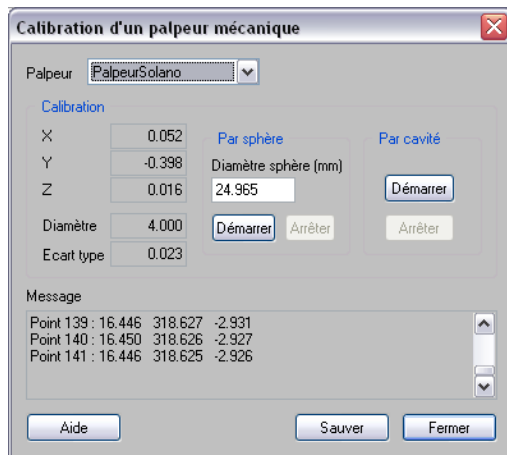 Calibration d'un palpeur mécanique
Palpeur PalpeurSolano
Calibration
X 0.052
Y -0.398
Z 0.016
Diamètre 4.000
Ecart type 0.023
Par sphère
Diamètre sphère (mm)
24.965
Démarrer Arrêter
Par cavité
Démarrer
Arrêter
Message
Point 139 : 16.446 318.627 -2.931
Point 140 : 16.450 318.626 -2.927
Point 141 : 16.446 318.625 -2.926
Aide Sauver Fermer